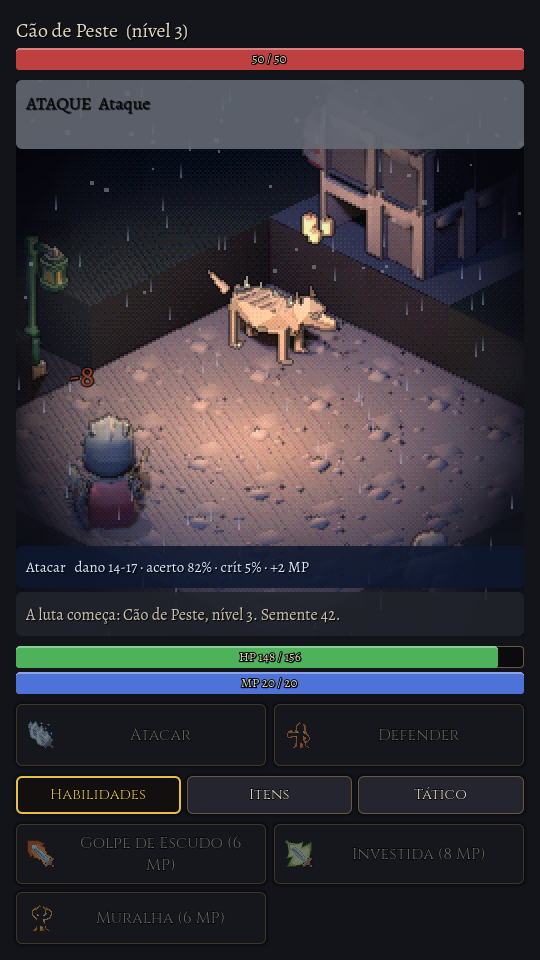 Cão de Peste (nível 3)
50 / 50
ATAQUE Ataque
-8
Atacar dano 14-17 · acerto 82% · crít 5% · +2 MP
A luta começa: Cão de Peste, nível 3. Semente 42.
HP 148 / 156
MP 20 / 20
ATACAR
DEFENDER
HABILIDADES
ITENS
TÁTICO
GOLPE DE ESCUDO (6
MP)
INVESTIDA (8 MP)
MURALHA (6 MP)